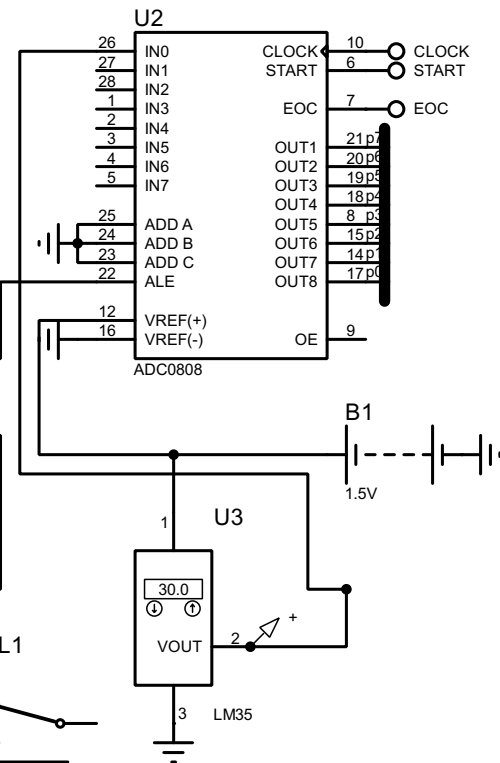 U2
26 IN0 CLOCK 10 CLOCK
27 IN1 START 6 START
28 IN2
1 IN3 EOC 7 EOC
2 IN4
3 IN5 OUT1 21 p7
4 IN6 OUT2 20 p6
5 IN7 OUT3 19 p5
OUT4 18 p4
25 ADD A OUT5 8 p3
24 ADD B OUT6 15 p2
23 ADD C OUT7 14 p1
22 ALE OUT8 17 p0
12 VREF(+)
16 VREF(-) OE 9
ADC0808
B1
1.5V
1
U3
30.0
+
VOUT 2
L1
3 LM35